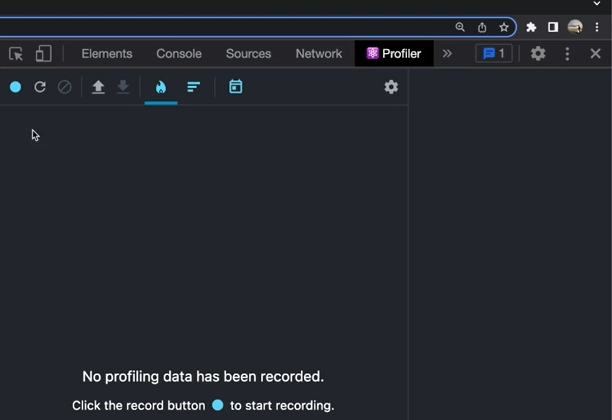 Elements Console Sources Network Profiler » 1
No profiling data has been recorded.
Click the record button to start recording.